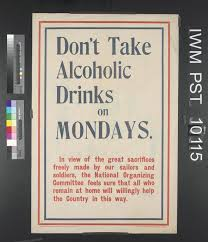 Don't Take
Alcoholic
Drinks
on
MONDAYS.
In view of the great sacrifices
freely made by our sailors and
soldiers, the National Organizing
Committee feels sure that all who
remain at home will willingly help
the Country in this way.
IWM PST. 10115